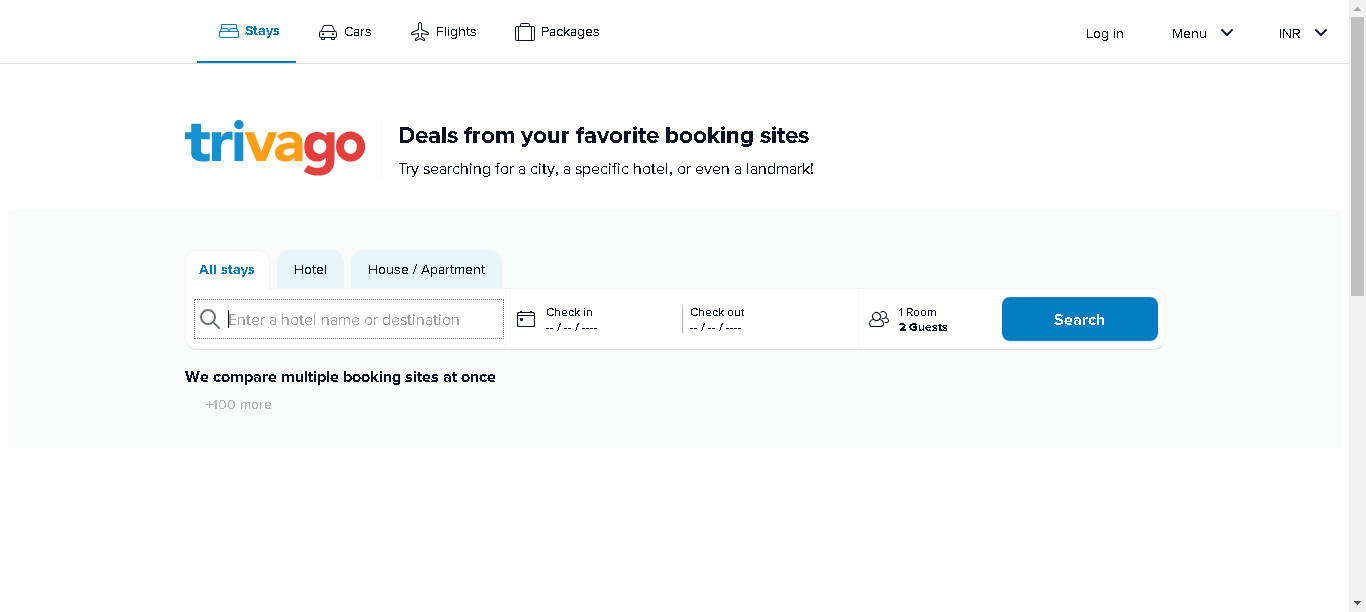 Stays
Cars
Flights
Packages
Log in
Menu
INR
trivago
Deals from your favorite booking sites
Try searching for a city, a specific hotel, or even a landmark!
All stays
Hotel
House / Apartment
Enter a hotel name or destination
Check in
-- / -- / ----
Check out
-- / -- / ----
1 Room
2 Guests
Search
We compare multiple booking sites at once
+100 more